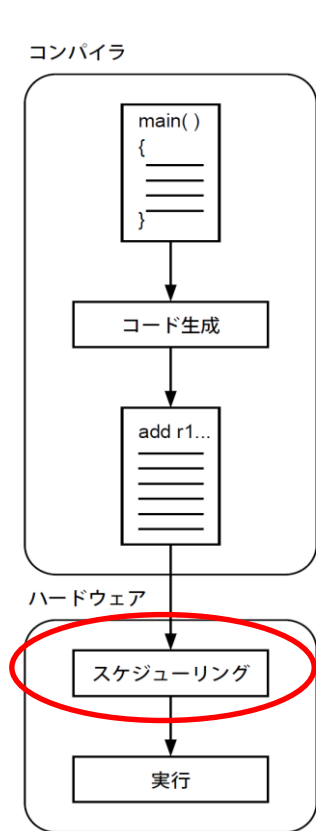 コンパイラ
main( )
{
}
コード生成
add r1...
ハードウェア
スケジューリング
実行